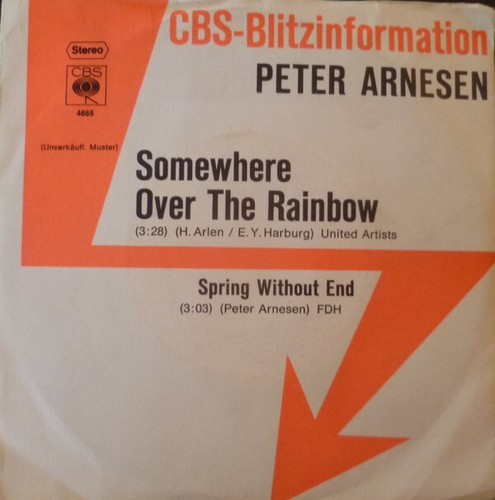 CBS-Blitzinformation
Stereo
PETER ARNESEN
CBS
4665
(Unverkäufl. Muster)
Somewhere
Over The Rainbow
(3:28) (H. Arlen / E. Y. Harburg) United Artists
Spring Without End
(3:03) (Peter Arnesen) FDH